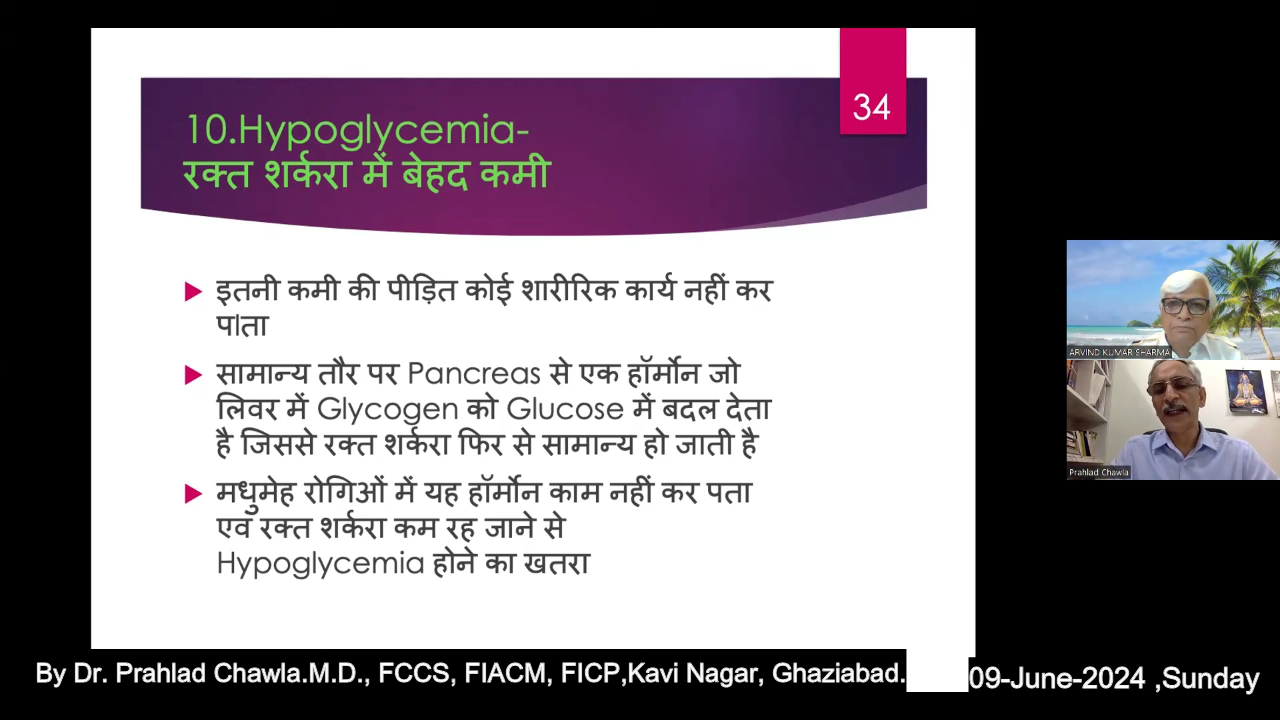 34
10.Hypoglycemia-
रक्त शर्करा में बेहद कमी
इतनी कमी की पीड़ित कोई शारीरिक कार्य नहीं कर
पाता
सामान्य तौर पर Pancreas से एक हॉर्मोन जो
लिवर में Glycogen को Glucose में बदल देता
है जिससे रक्त शर्करा फिर से सामान्य हो जाती है
मधुमेह रोगिओं में यह हॉर्मोन काम नहीं कर पता
एवं रक्त शर्करा कम रह जाने से
Hypoglycemia होने का खतरा
ARVIND KUMAR SHARMA
Prahlad Chawla
By Dr. Prahlad Chawla.M.D., FCCS, FIACM, FICP,Kavi Nagar, Ghaziabad.
09-June-2024 ,Sunday